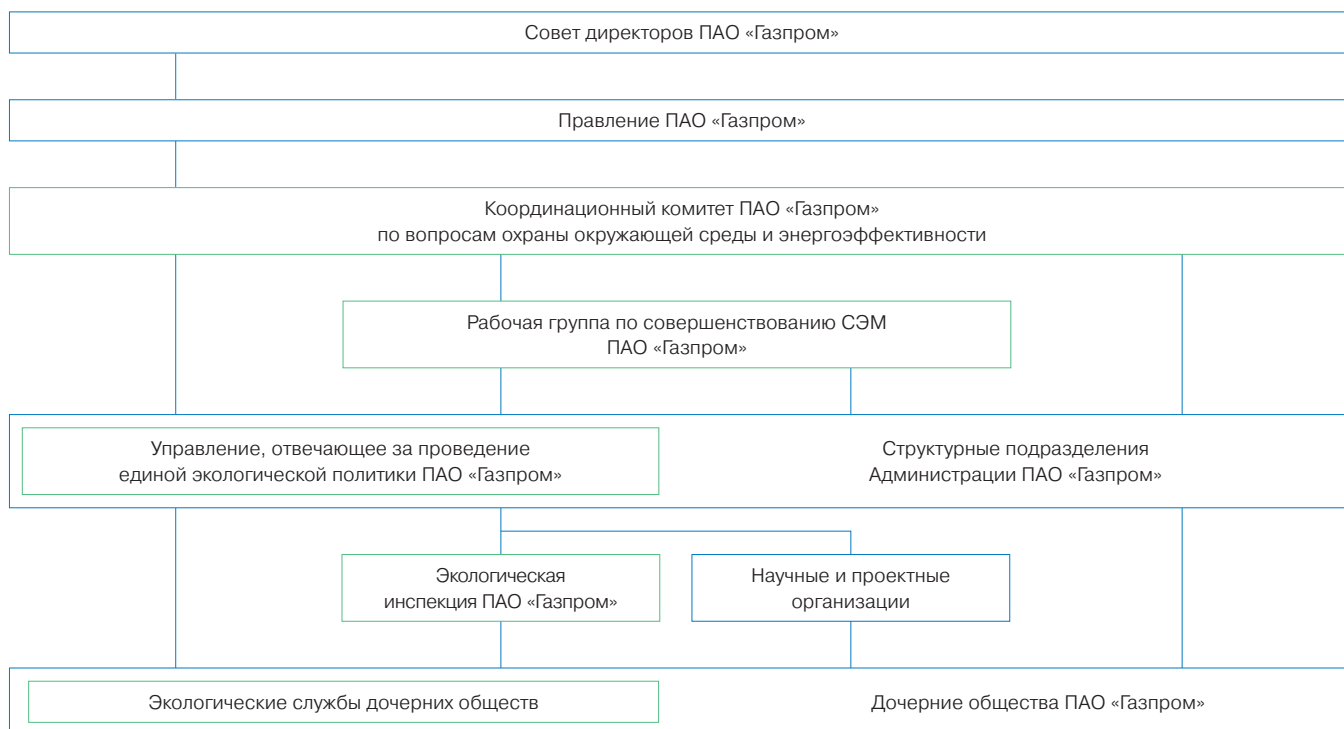 Совет директоров ПАО «Газпром»
Правление ПАО «Газпром»
Координационный комитет ПАО «Газпром»
по вопросам охраны окружающей среды и энергоэффективности
Рабочая группа по совершенствованию СЭМ
ПАО «Газпром»
Управление, отвечающее за проведение
единой экологической политики ПАО «Газпром»
Структурные подразделения
Администрации ПАО «Газпром»
Экологическая
инспекция ПАО «Газпром»
Научные и проектные
организации
Экологические службы дочерних обществ
Дочерние общества ПАО «Газпром»